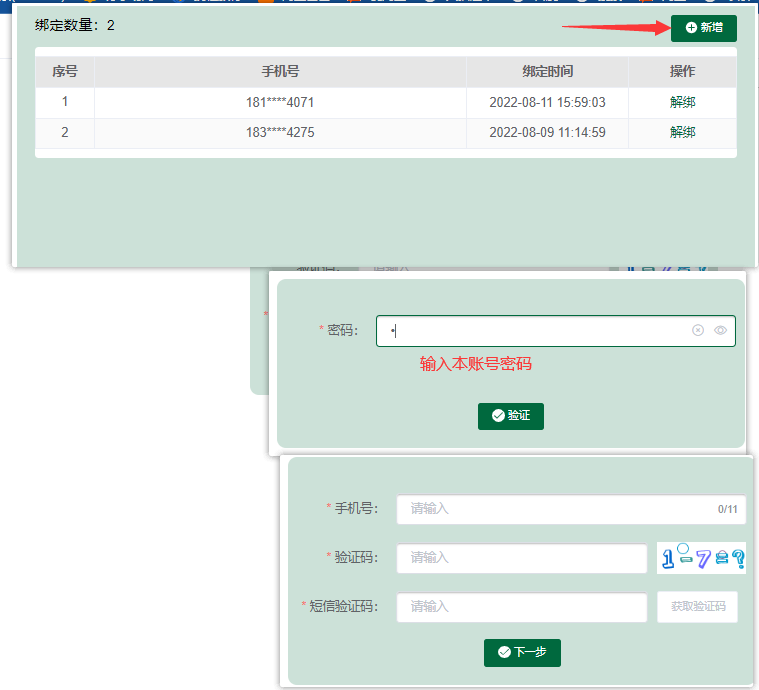 绑定数量：2
新增
序号 手机号 绑定时间 操作
1 181****4071 2022-08-11 15:59:03 解绑
2 183****4275 2022-08-09 11:14:59 解绑
* 密码：
输入本账号密码
验证
* 手机号： 请输入 0/11
* 验证码： 请输入 1-7=?
* 短信验证码： 请输入 获取验证码
下一步